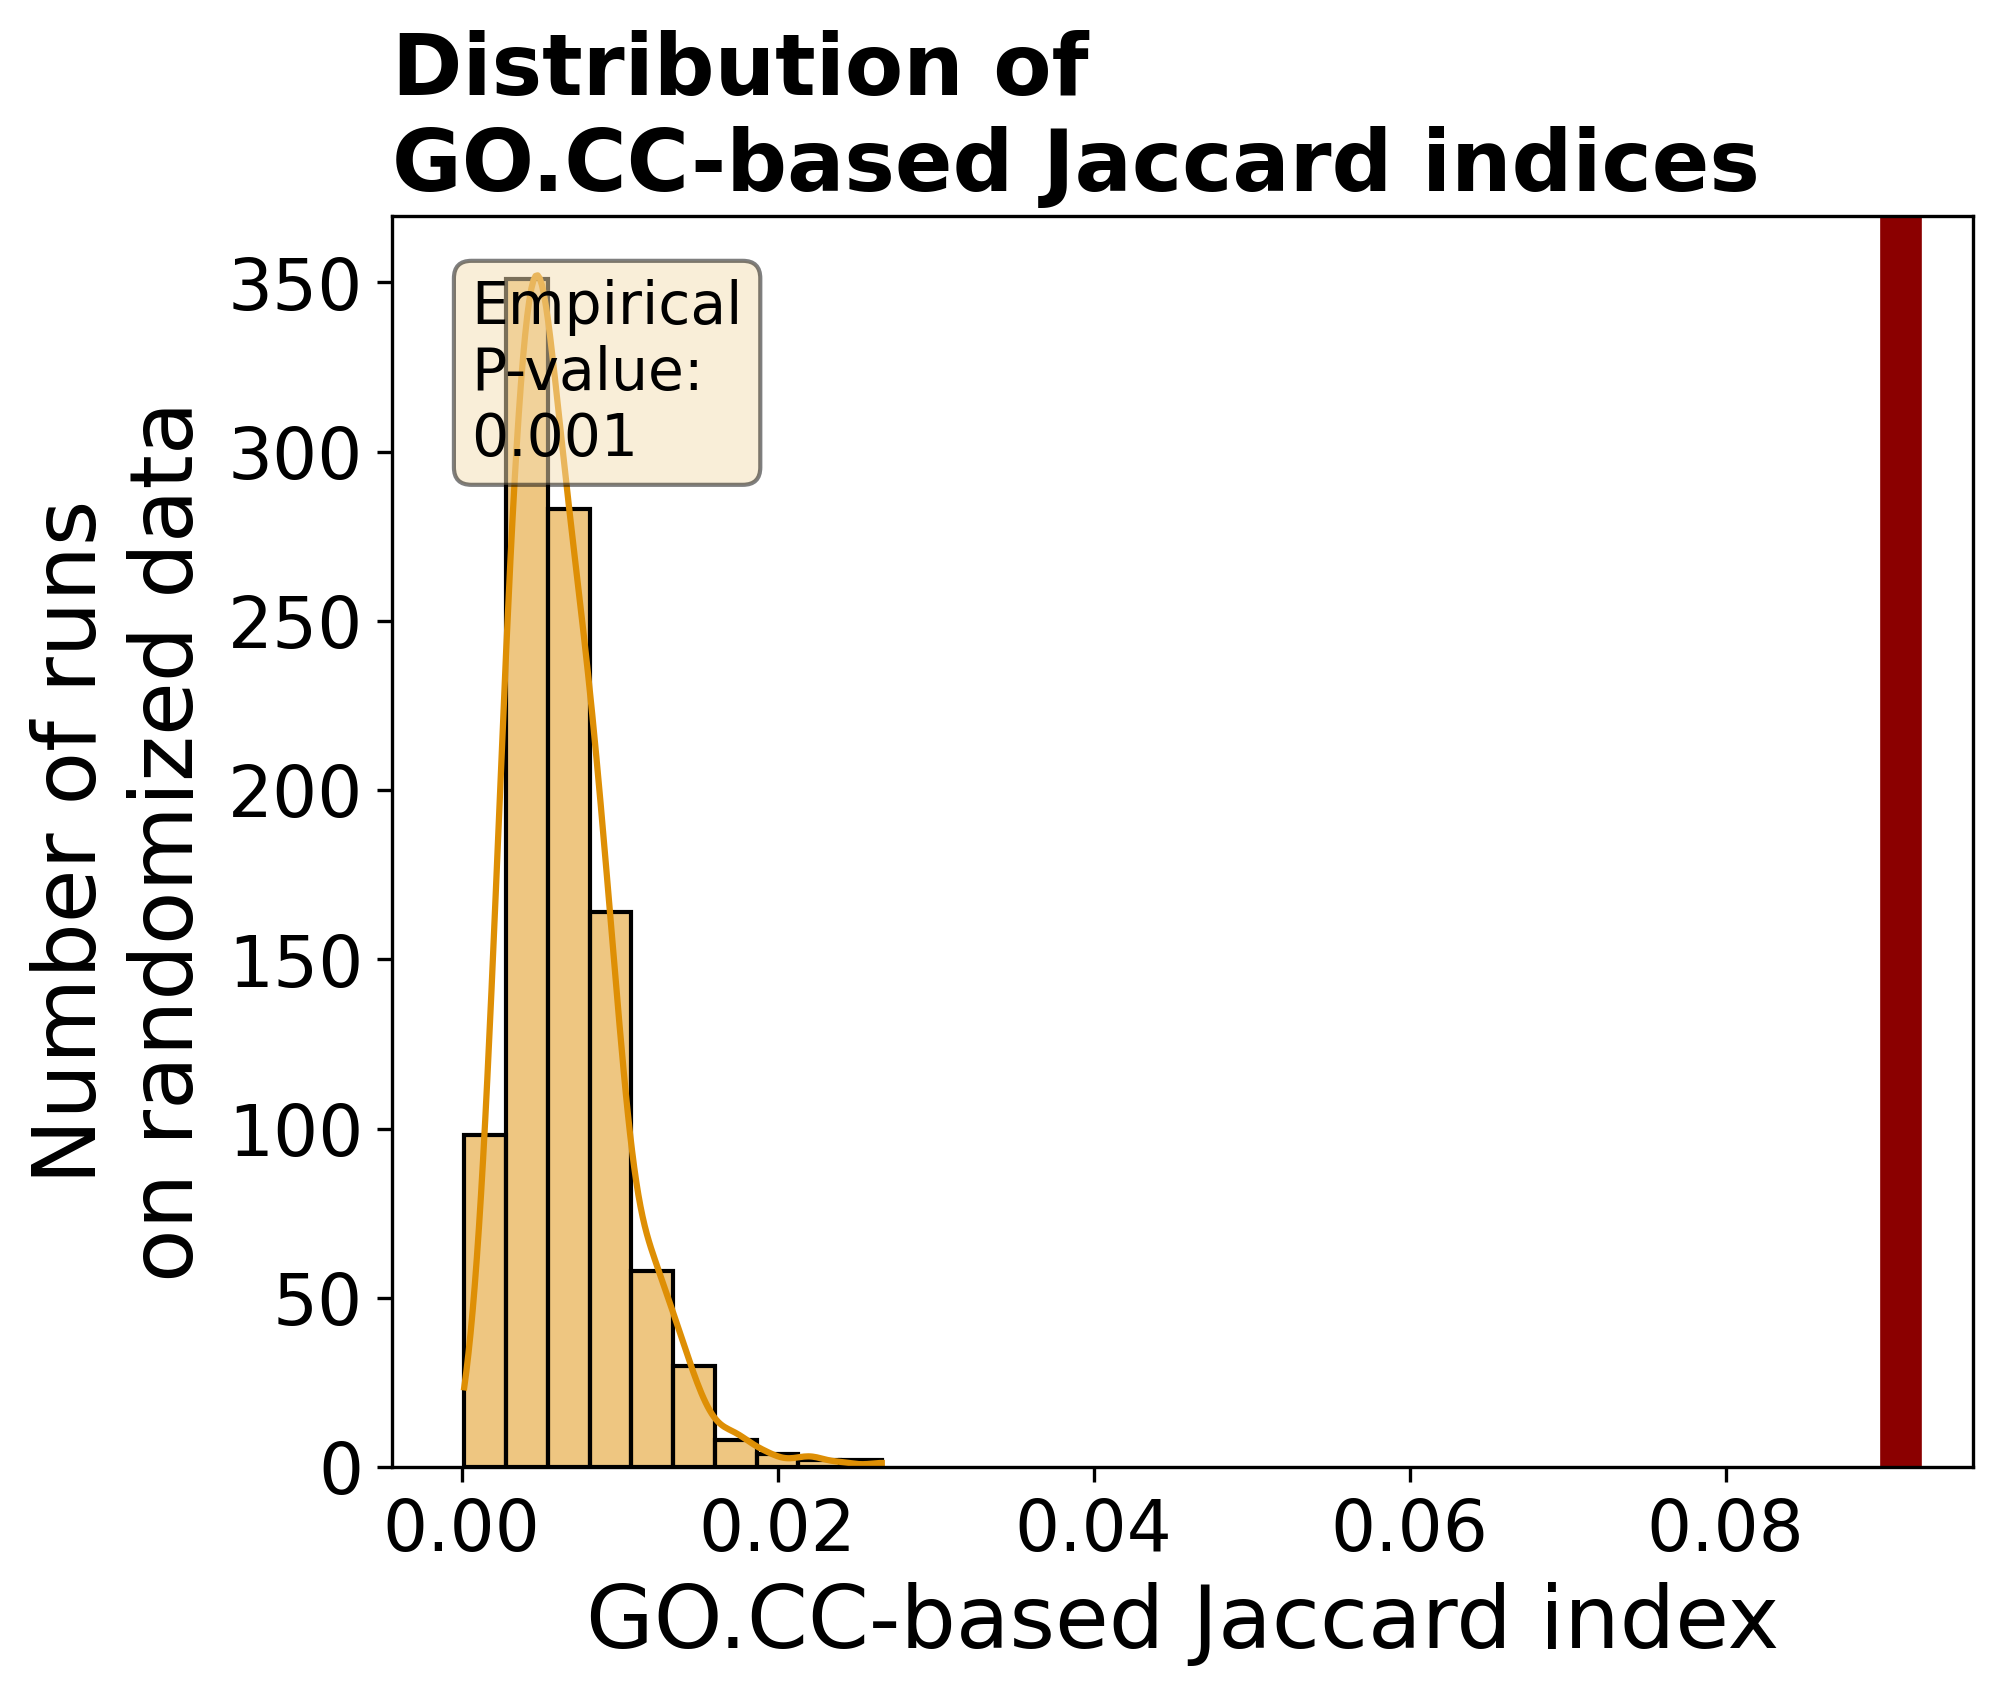 Distribution of
GO.CC-based Jaccard indices
Number of runs
on randomized data
350
300
250
200
150
100
50
0
Empirical
P-value:
0.001
0.00 0.02 0.04 0.06 0.08
GO.CC-based Jaccard index